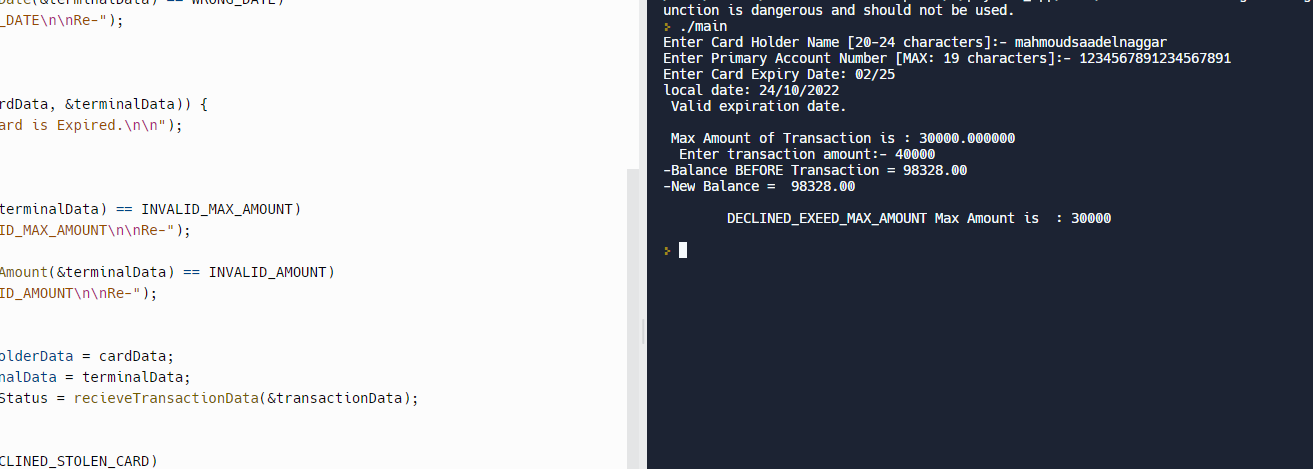 Date(&terminalData) == WRONG_DATE)
_DATE\n\nRe-");
rdData, &terminalData)) {
ard is Expired.\n\n");
terminalData) == INVALID_MAX_AMOUNT)
ID_MAX_AMOUNT\n\nRe-");
Amount(&terminalData) == INVALID_AMOUNT)
ID_AMOUNT\n\nRe-");
olderData = cardData;
nalData = terminalData;
Status = recieveTransactionData(&transactionData);
CLINED_STOLEN_CARD)
unction is dangerous and should not be used.
> ./main
Enter Card Holder Name [20-24 characters]:- mahmoudsaadelnaggar
Enter Primary Account Number [MAX: 19 characters]:- 1234567891234567891
Enter Card Expiry Date: 02/25
local date: 24/10/2022
Valid expiration date.
Max Amount of Transaction is : 30000.000000
Enter transaction amount:- 40000
-Balance BEFORE Transaction = 98328.00
-New Balance =  98328.00
DECLINED_EXEED_MAX_AMOUNT Max Amount is  : 30000
>